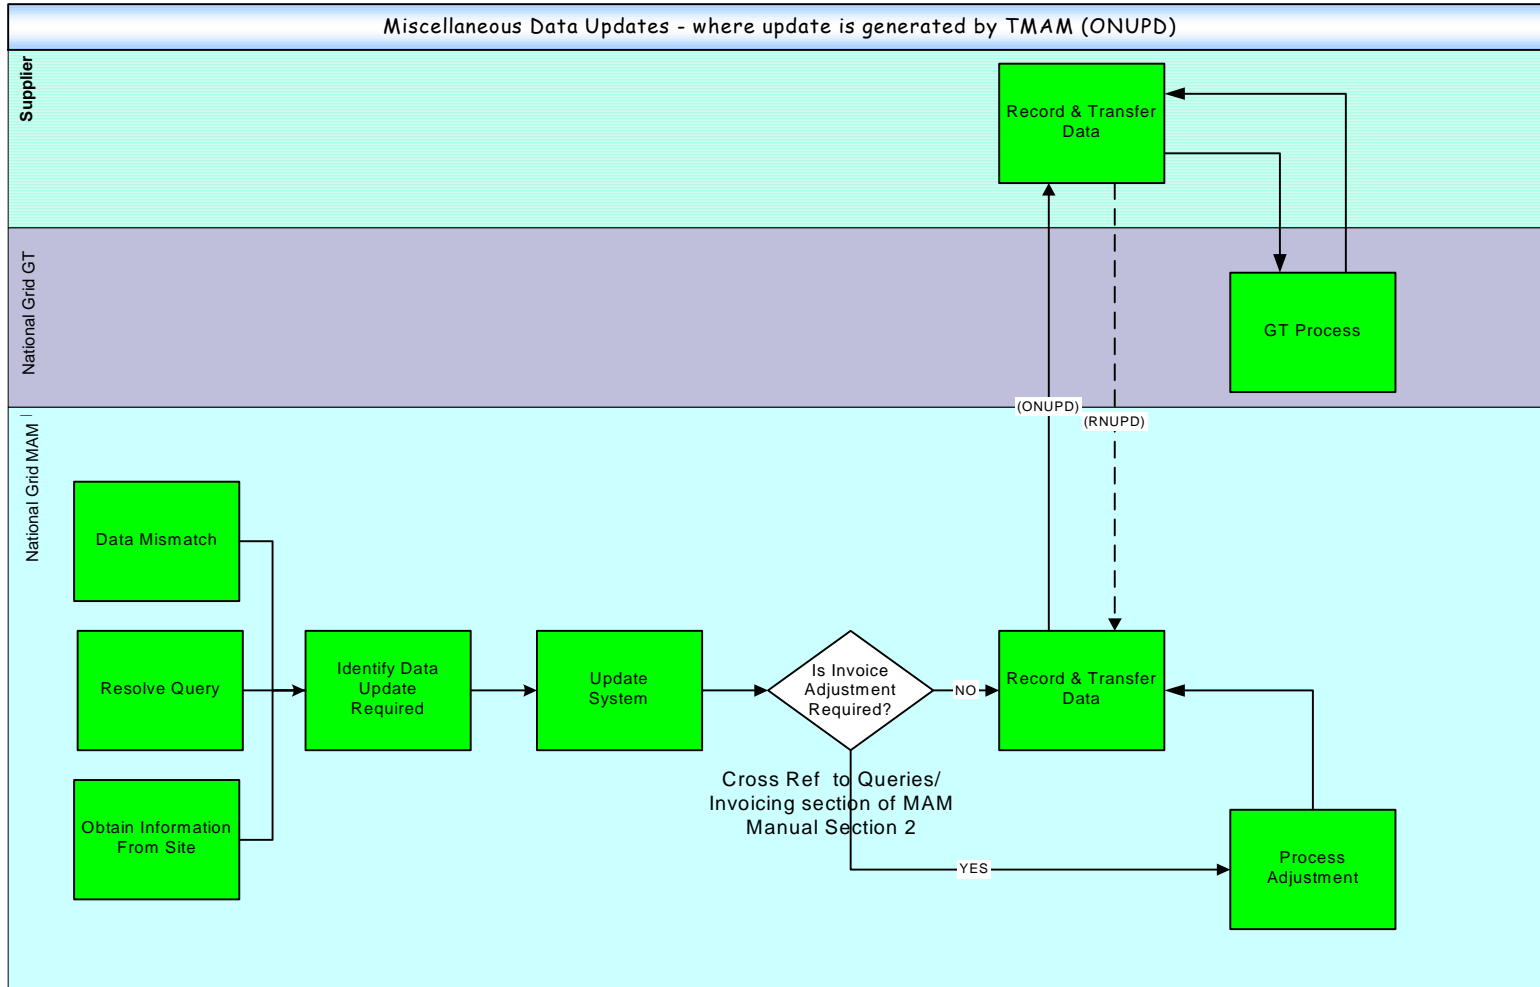 Miscellaneous Data Updates - where update is generated by TMAM (ONUPD)
Supplier
Record & Transfer
Data
National Grid GT
GT Process
(ONUPD)
(RNUPD)
National Grid MAM
Data Mismatch
Resolve Query
Obtain Information
From Site
Identify Data
Update
Required
Update
System
Is Invoice
Adjustment
Required?
NO
Record & Transfer
Data
Cross Ref to Queries/
Invoicing section of MAM
Manual Section 2
YES
Process
Adjustment